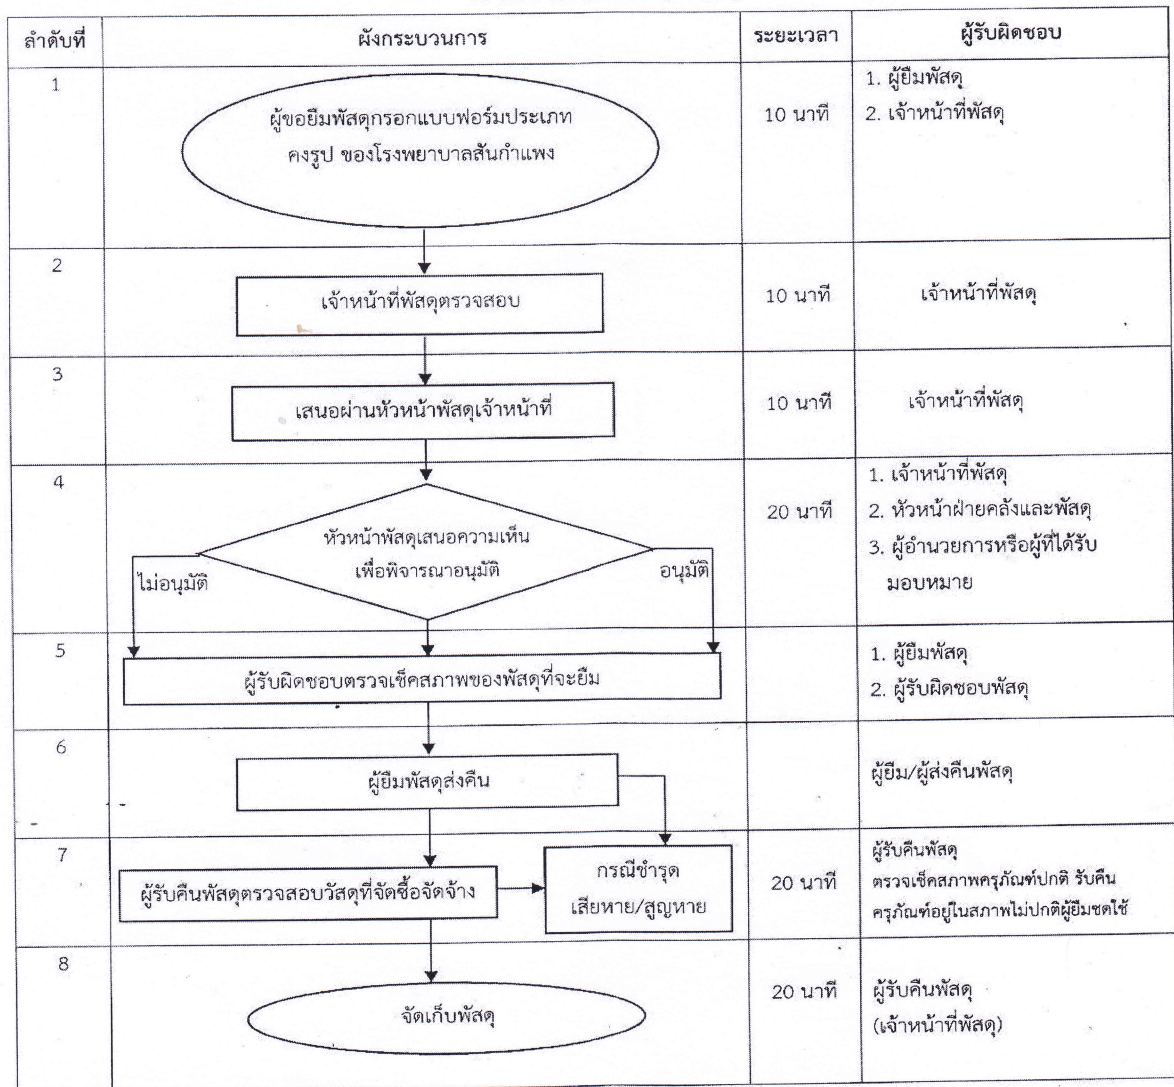 ลำดับที่ ผังกระบวนการ ระยะเวลา ผู้รับผิดชอบ
1
ผู้ขอยืมพัสดุกรอกแบบฟอร์มประเภท
คงรูป ของโรงพยาบาลสันกำแพง
10 นาที
1. ผู้ยืมพัสดุ
2. เจ้าหน้าที่พัสดุ
2
เจ้าหน้าที่พัสดุตรวจสอบ
10 นาที
เจ้าหน้าที่พัสดุ
3
เสนอผ่านหัวหน้าพัสดุเจ้าหน้าที่
10 นาที
เจ้าหน้าที่พัสดุ
4
หัวหน้าพัสดุเสนอความเห็น
เพื่อพิจารณาอนุมัติ
ไม่อนุมัติ
อนุมัติ
20 นาที
1. เจ้าหน้าที่พัสดุ
2. หัวหน้าฝ่ายคลังและพัสดุ
3. ผู้อำนวยการหรือผู้ที่ได้รับ
มอบหมาย
5
ผู้รับผิดชอบตรวจเช็คสภาพของพัสดุที่จะยืม
1. ผู้ยืมพัสดุ
2. ผู้รับผิดชอบพัสดุ
6
ผู้ยืมพัสดุส่งคืน
ผู้ยืม/ผู้ส่งคืนพัสดุ
7
ผู้รับคืนพัสดุตรวจสอบวัสดุที่จัดซื้อจัดจ้าง
กรณีชำรุด
เสียหาย/สูญหาย
20 นาที
ผู้รับคืนพัสดุ
ตรวจเช็คสภาพครุภัณฑ์ปกติ รับคืน
ครุภัณฑ์อยู่ในสภาพไม่ปกติผู้ยืมชดใช้
8
จัดเก็บพัสดุ
20 นาที
ผู้รับคืนพัสดุ
(เจ้าหน้าที่พัสดุ)